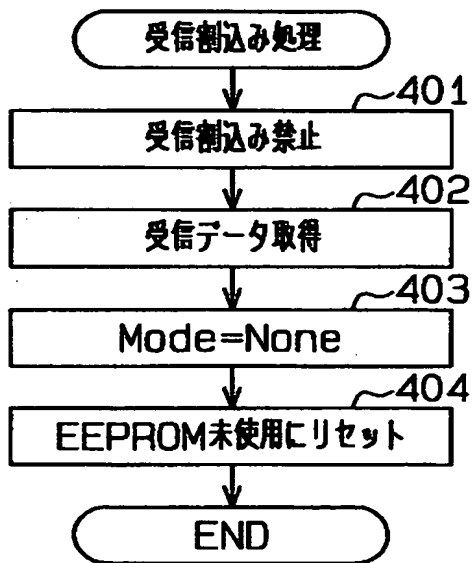 受信割込み処理
401
受信割込み禁止
402
受信データ取得
403
Mode=None
404
EEPROM未使用にリセット
END